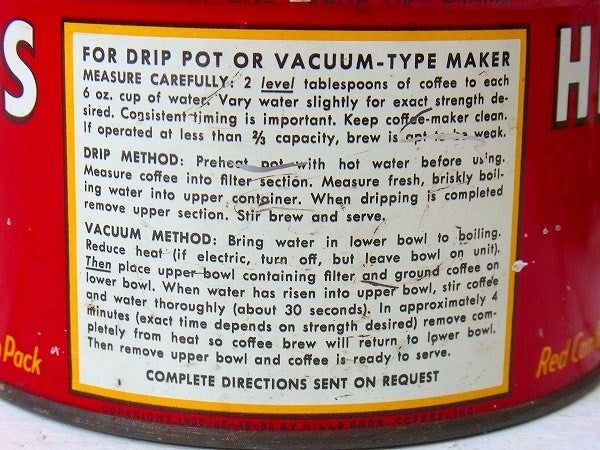 S
H
FOR DRIP POT OR VACUUM-TYPE MAKER
MEASURE CAREFULLY: 2 level tablespoons of coffee to each
6 oz. cup of water. Vary water slightly for exact strength de-
sired. Consistent timing is important. Keep coffee-maker clean.
If operated at less than ⅔ capacity, brew is apt to be weak.
DRIP METHOD: Preheat pot with hot water before using.
Measure coffee into filter section. Measure fresh, briskly boil-
ing water into upper container. When dripping is completed
remove upper section. Stir brew and serve.
VACUUM METHOD: Bring water in lower bowl to boiling.
Reduce heat (if electric, turn off, but leave bowl on unit).
Then place upper bowl containing filter and ground coffee on
lower bowl. When water has risen into upper bowl, stir coffee
and water thoroughly (about 30 seconds). In approximately 4
minutes (exact time depends on strength desired) remove com-
pletely from heat so coffee brew will return to lower bowl.
Then remove upper bowl and coffee is ready to serve.
COMPLETE DIRECTIONS SENT ON REQUEST
Pack
Red Can
COPYRIGHT BY HILLS BROS. COFFEE, INC.